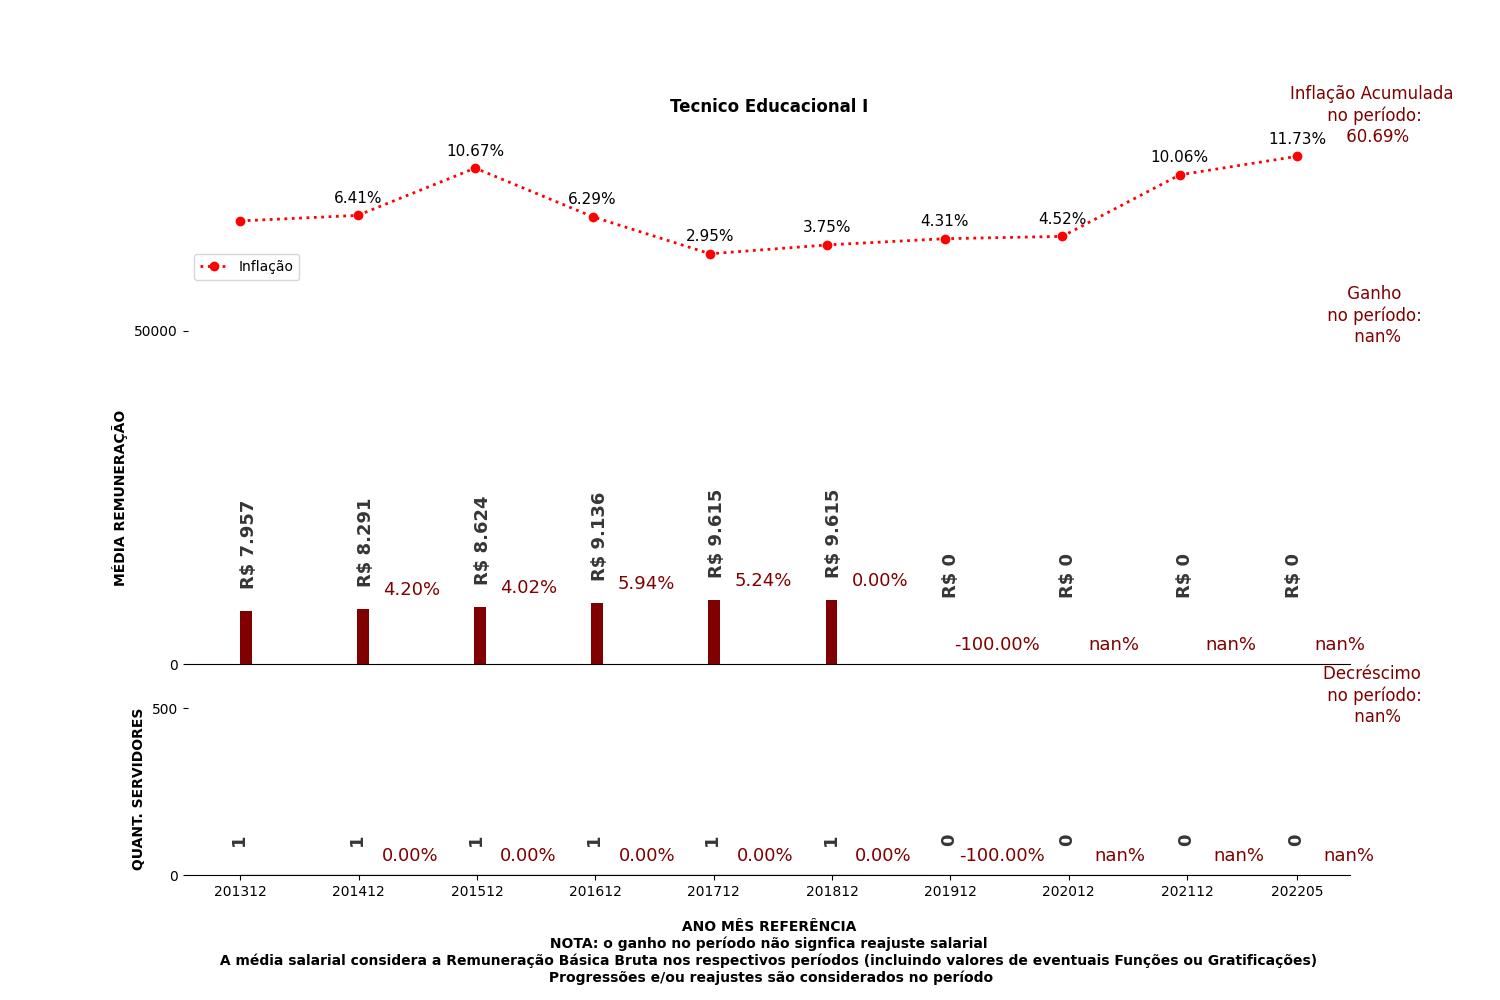 Tecnico Educacional I
Inflação Acumulada
no período:
60.69%
6.41%
10.67%
6.29%
2.95%
3.75%
4.31%
4.52%
10.06%
11.73%
Inflação
Ganho
no período:
nan%
50000
0
MÉDIA REMUNERAÇÃO
R$ 7.957
R$ 8.291
R$ 8.624
R$ 9.136
R$ 9.615
R$ 9.615
R$ 0
R$ 0
R$ 0
R$ 0
4.20%
4.02%
5.94%
5.24%
0.00%
-100.00%
nan%
nan%
nan%
Decréscimo
no período:
nan%
500
0
QUANT. SERVIDORES
1
1
1
1
1
1
0
0
0
0
0.00%
0.00%
0.00%
0.00%
0.00%
-100.00%
nan%
nan%
nan%
201312
201412
201512
201612
201712
201812
201912
202012
202112
202205
ANO MÊS REFERÊNCIA
NOTA: o ganho no período não signfica reajuste salarial
A média salarial considera a Remuneração Básica Bruta nos respectivos períodos (incluindo valores de eventuais Funções ou Gratificações)
Progressões e/ou reajustes são considerados no período